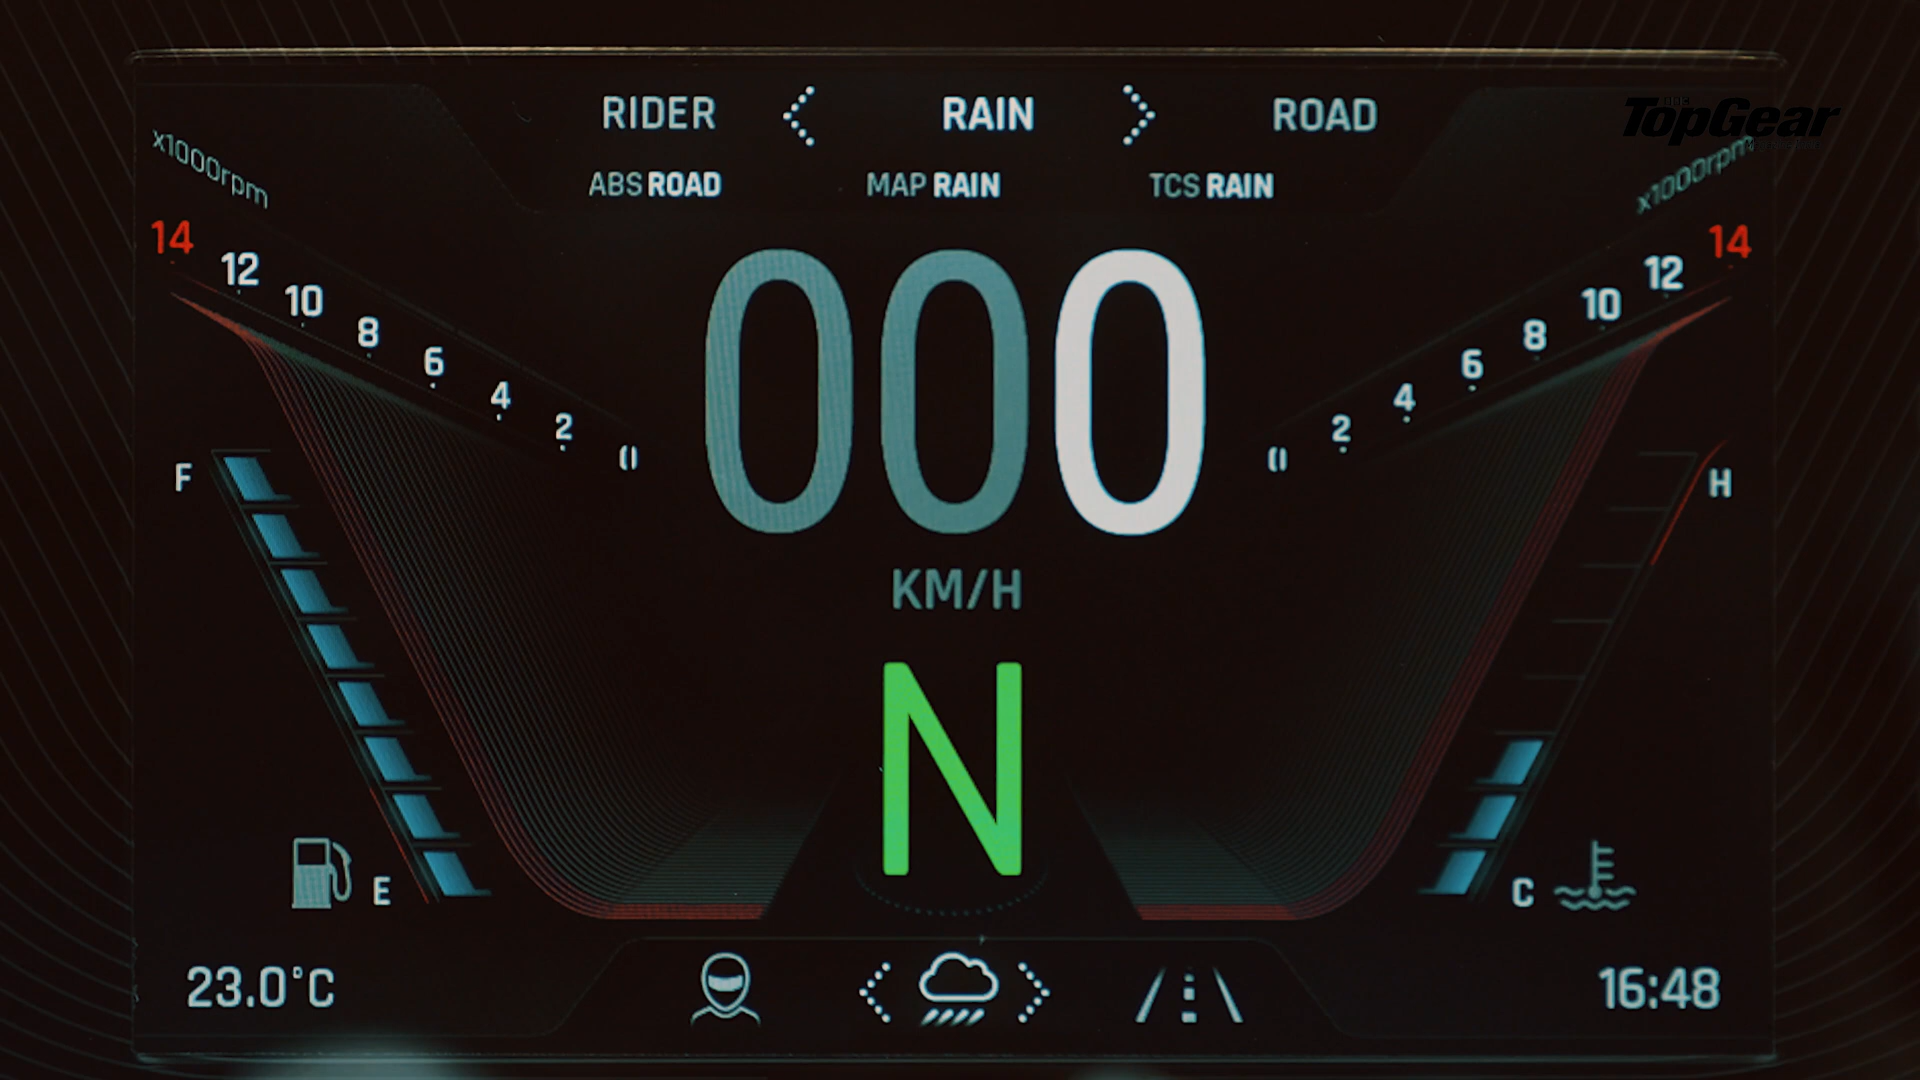 RIDER RAIN ROAD
ABS ROAD MAP RAIN TCS RAIN
BBC
TopGear
x1000rpm
x1000rpm
14 12 10 8 6 4 2 0
000
0 2 4 6 8 10 12 14
KM/H
F
H
N
E
C
23.0°C
16:48